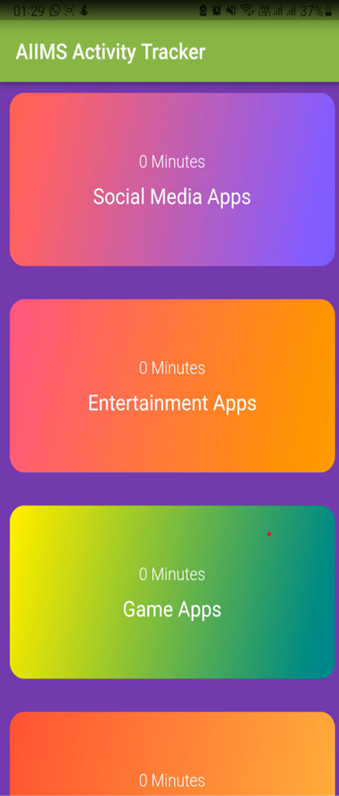 01:29 37%
AIIMS Activity Tracker
0 Minutes
Social Media Apps
0 Minutes
Entertainment Apps
0 Minutes
Game Apps
0 Minutes